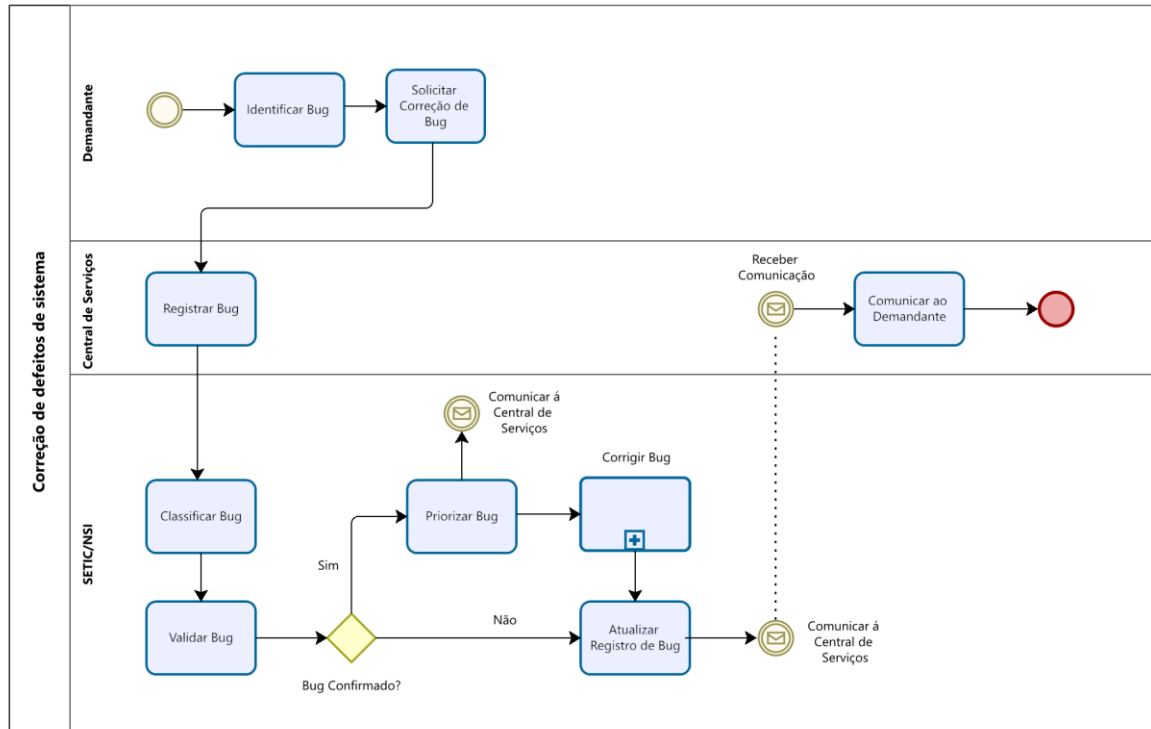 Correção de defeitos de sistema
Demandante
Identificar Bug
Solicitar
Correção de
Bug
Central de Serviços
Registrar Bug
Receber
Comunicação
Comunicar ao
Demandante
SETIC/NSI
Comunicar á
Central de
Serviços
Corrigir Bug
Classificar Bug
Priorizar Bug
Sim
Validar Bug
Não
Atualizar
Registro de Bug
Comunicar á
Central de
Serviços
Bug Confirmado?